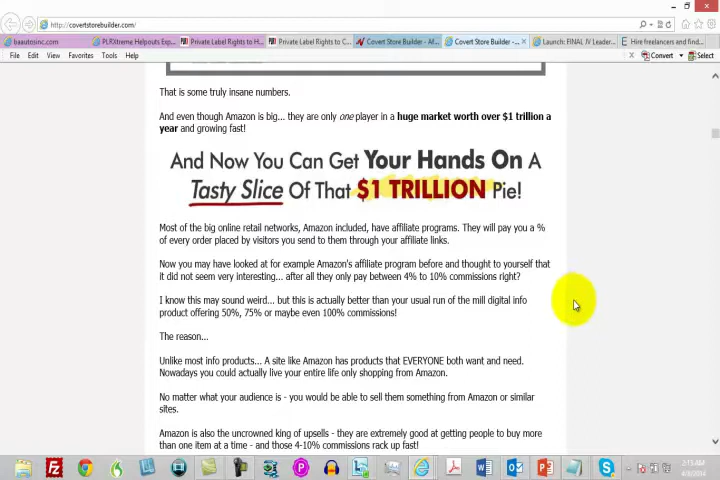 http://covertstorebuilder.com/
baautosinc.com
PLRXtreme Helpouts Exp...
Private Label Rights to H...
Private Label Rights to C...
Covert Store Builder - Aff...
Covert Store Builder -...
Launch: FINAL JV Leader...
Hire freelancers and find...
File Edit View Favorites Tools Help
Convert Select
That is some truly insane numbers.
And even though Amazon is big... they are only one player in a huge market worth over $1 trillion a
year and growing fast!
And Now You Can Get Your Hands On A
Tasty Slice Of That $1 TRILLION Pie!
Most of the big online retail networks, Amazon included, have affiliate programs. They will pay you a %
of every order placed by visitors you send to them through your affiliate links.
Now you may have looked at for example Amazon's affiliate program before and thought to yourself that
it did not seem very interesting... after all they only pay between 4% to 10% commissions right?
I know this may sound weird... but this is actually better than your usual run of the mill digital info
product offering 50%, 75% or maybe even 100% commissions!
The reason...
Unlike most info products... A site like Amazon has products that EVERYONE both want and need.
Nowadays you could actually live your entire life only shopping from Amazon.
No matter what your audience is - you would be able to sell them something from Amazon or similar
sites.
Amazon is also the uncrowned king of upsells - they are extremely good at getting people to buy more
than one item at a time - and those 4-10% commissions rack up fast!